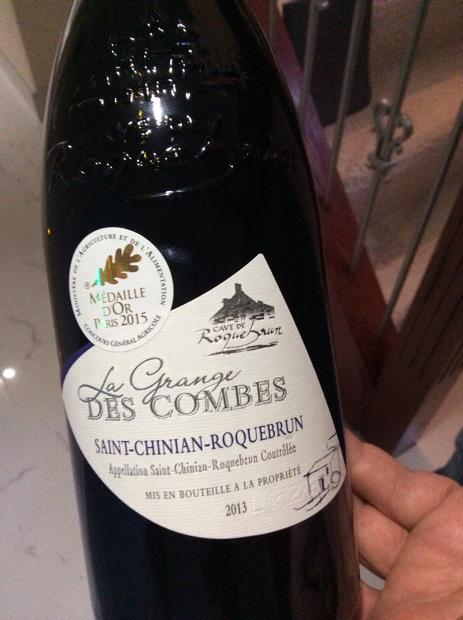 MINISTÈRE DE L'AGRICULTURE ET DE L'ALIMENTATION
MÉDAILLE
D'OR
PARIS 2015
CONCOURS GÉNÉRAL AGRICOLE
CAVE DE
Roquebrun
La Grange
DES COMBES
SAINT-CHINIAN-ROQUEBRUN
Appellation Saint-Chinian-Roquebrun Contrôlée
MIS EN BOUTEILLE A LA PROPRIÉTÉ
2013